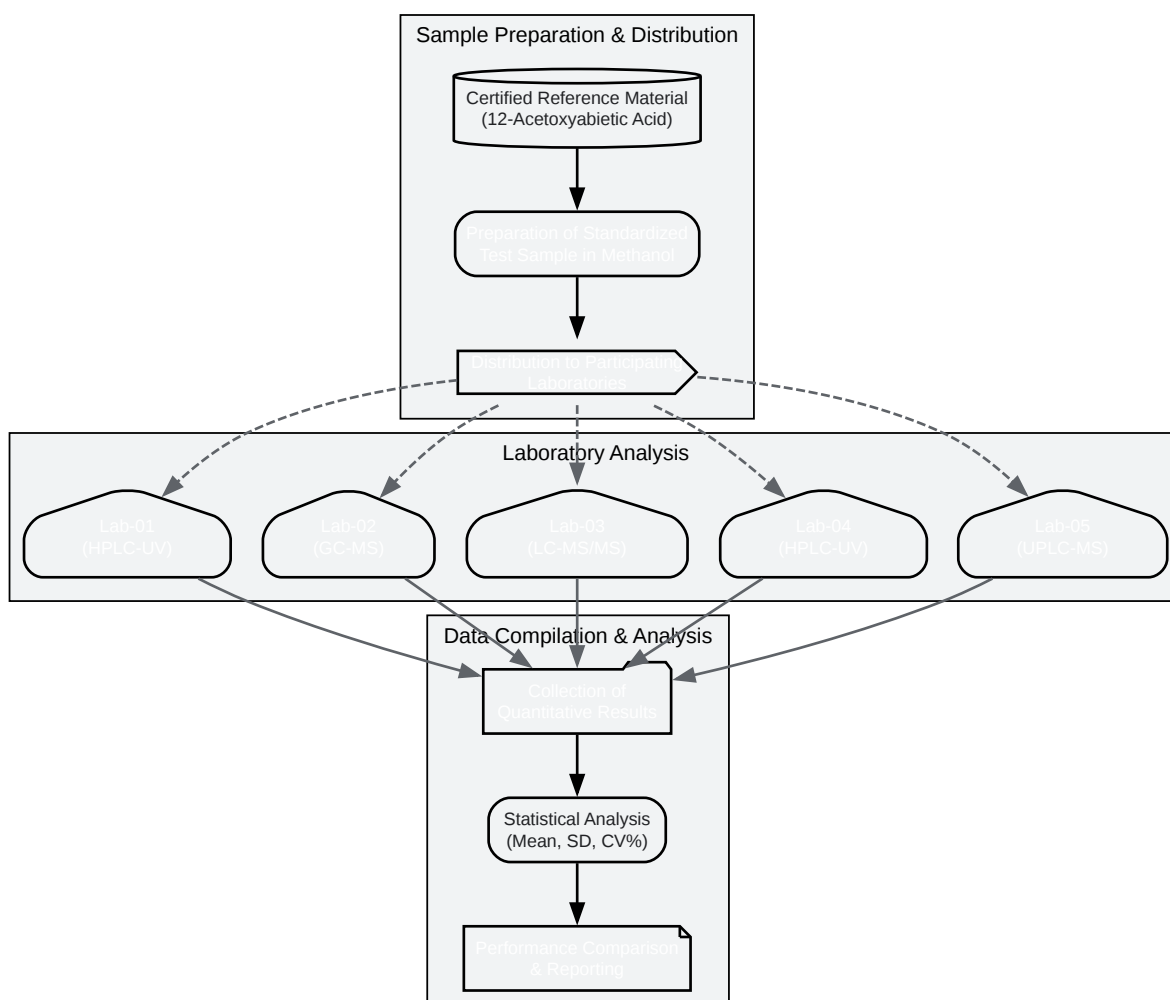 Sample Preparation & Distribution
Certified Reference Material
(12-Acetoxyabietic Acid)
Preparation of Standardized
Test Sample in Methanol
Distribution to Participating
Laboratories
Laboratory Analysis
Lab-01
(HPLC-UV)
Lab-02
(GC-MS)
Lab-03
(LC-MS/MS)
Lab-04
(HPLC-UV)
Lab-05
(UPLC-MS)
Data Compilation & Analysis
Collection of
Quantitative Results
Statistical Analysis
(Mean, SD, CV%)
Performance Comparison
& Reporting